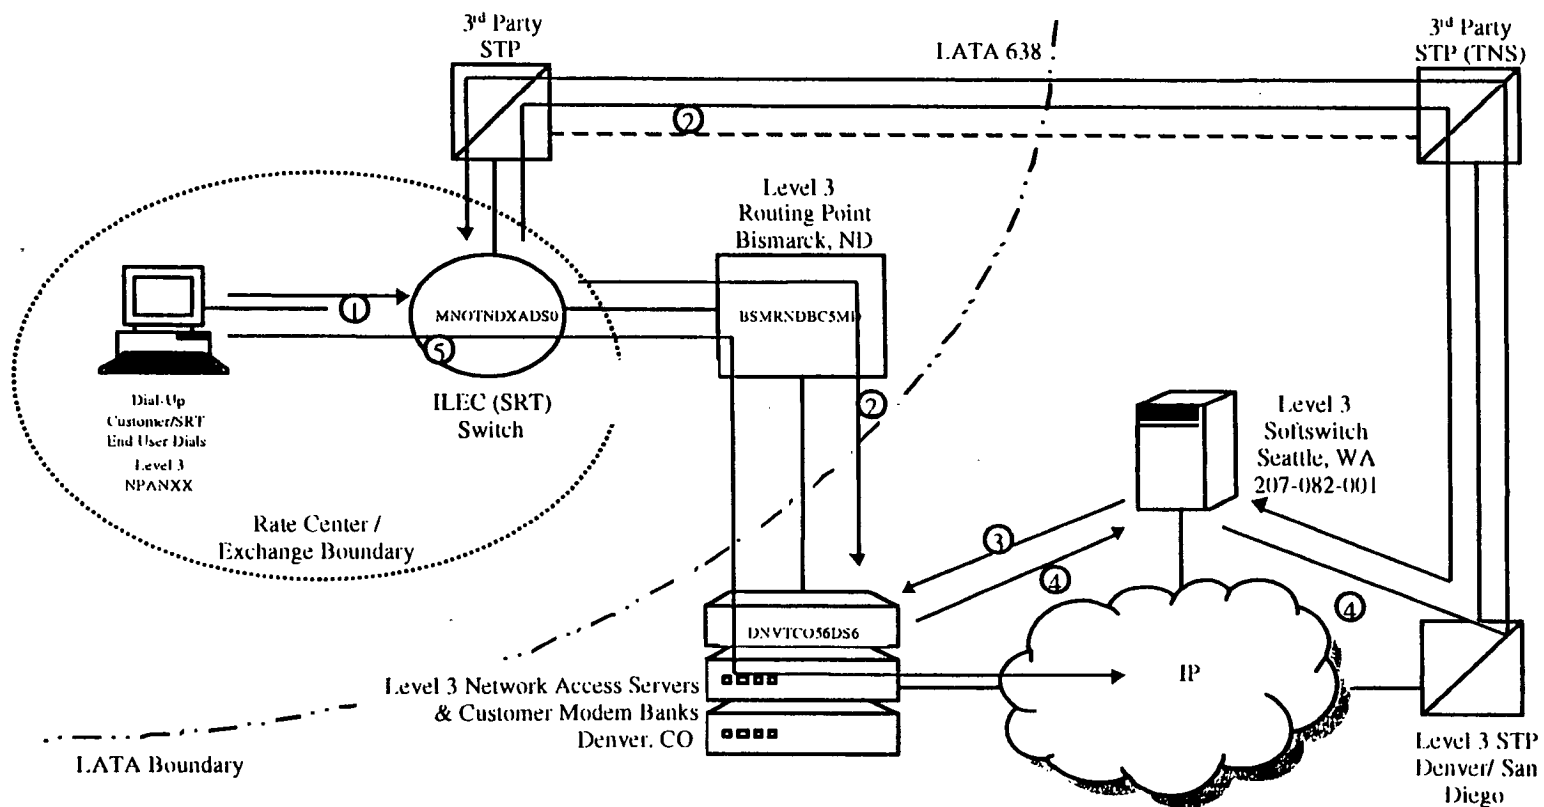 3rd Party
STP
LATA 638
3rd Party
STP (TNS)
2
Level 3
Routing Point
Bismarck, ND
1
MNOTNDXADS0
BSMRNDBC5MD
5
ILEC (SRT)
Switch
2
Dial-Up
Customer/SRT
End User Dials
Level 3
NPANXX
Rate Center /
Exchange Boundary
Level 3
Softswitch
Seattle, WA
207-082-001
3
4
4
DNVTCO56DS6
IP
Level 3 Network Access Servers
& Customer Modem Banks
Denver, CO
LATA Boundary
Level 3 STP
Denver/ San
Diego